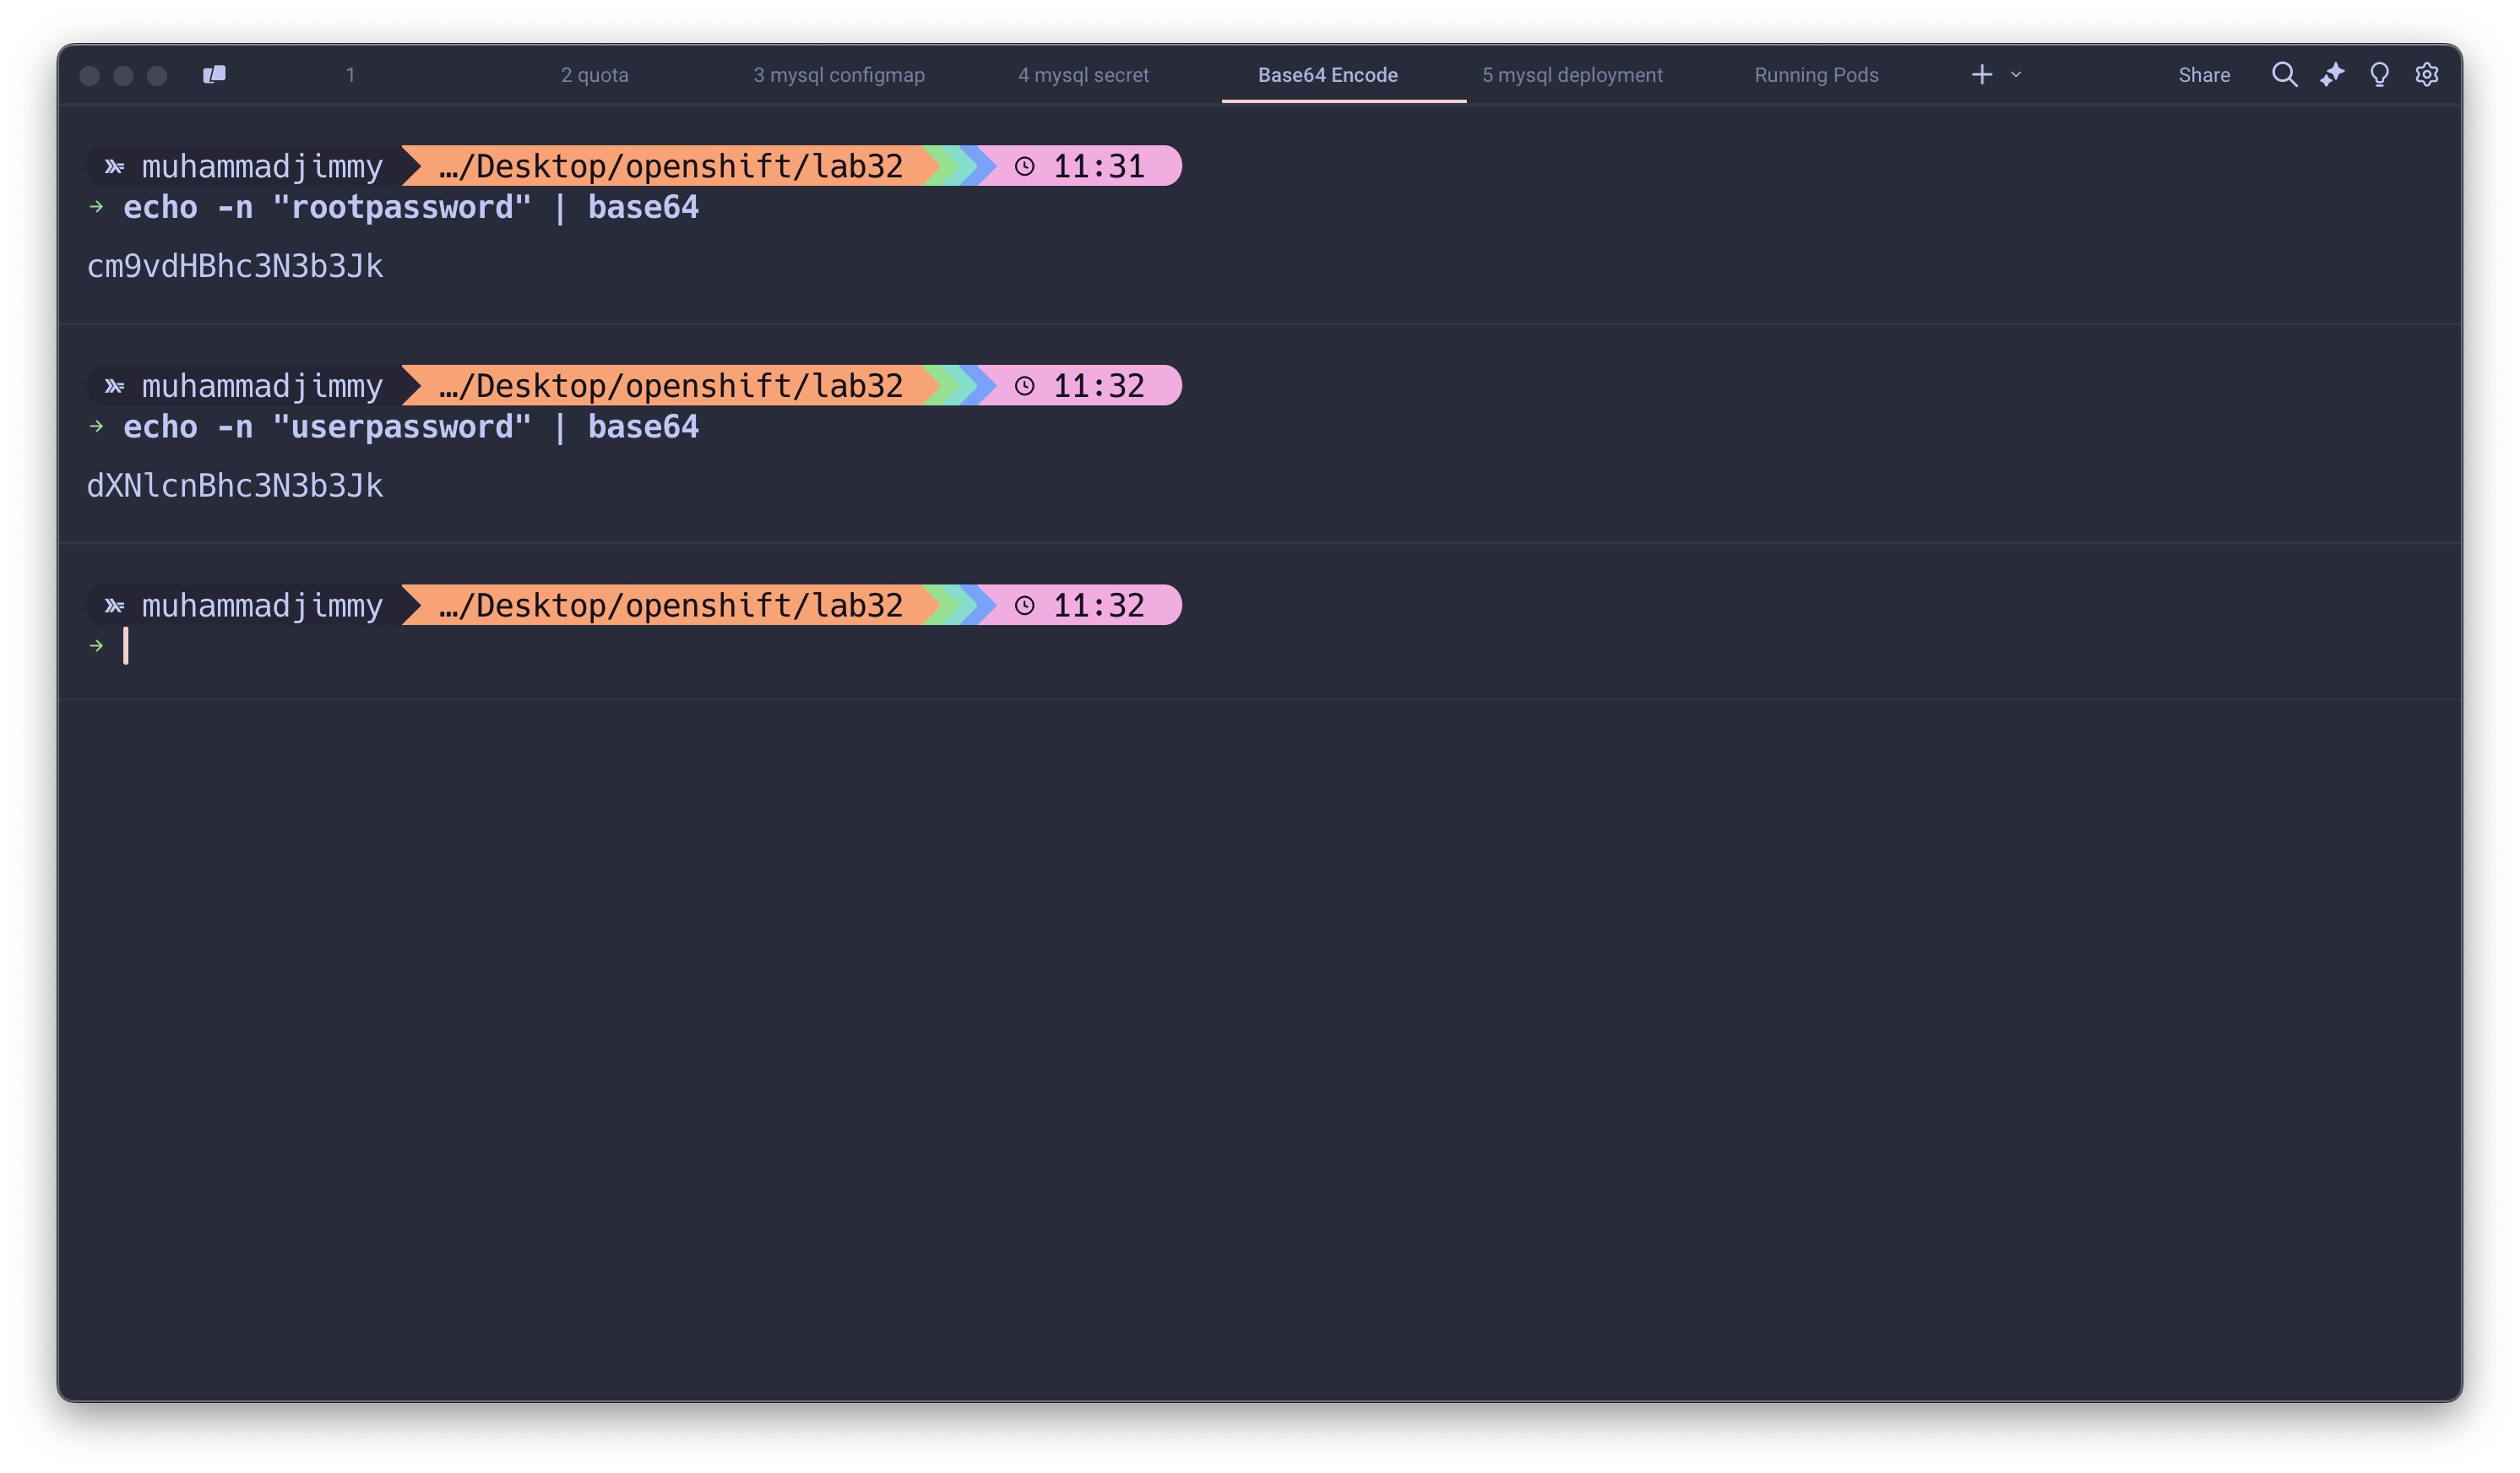 1 2 quota 3 mysql configmap 4 mysql secret Base64 Encode 5 mysql deployment Running Pods Share
muhammadjimmy …/Desktop/openshift/lab32 11:31
→ echo -n "rootpassword" | base64
cm9vdHBhc3N3b3Jk
muhammadjimmy …/Desktop/openshift/lab32 11:32
→ echo -n "userpassword" | base64
dXNlcnBhc3N3b3Jk
muhammadjimmy …/Desktop/openshift/lab32 11:32
→